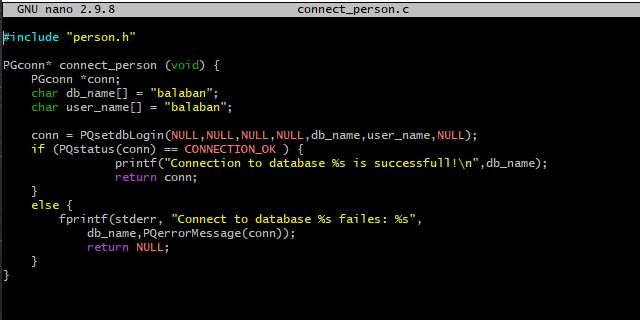 GNU nano 2.9.8 connect_person.c
#include "person.h"
PGconn* connect_person (void) {
    PGconn *conn;
    char db_name[] = "balaban";
    char user_name[] = "balaban";
    conn = PQsetdbLogin(NULL,NULL,NULL,NULL,db_name,user_name,NULL);
    if (PQstatus(conn) == CONNECTION_OK ) {
                printf("Connection to database %s is successfull!\n",db_name);
                return conn;
    }
    else {
        fprintf(stderr, "Connect to database %s failes: %s",
            db_name,PQerrorMessage(conn));
            return NULL;
    }
}